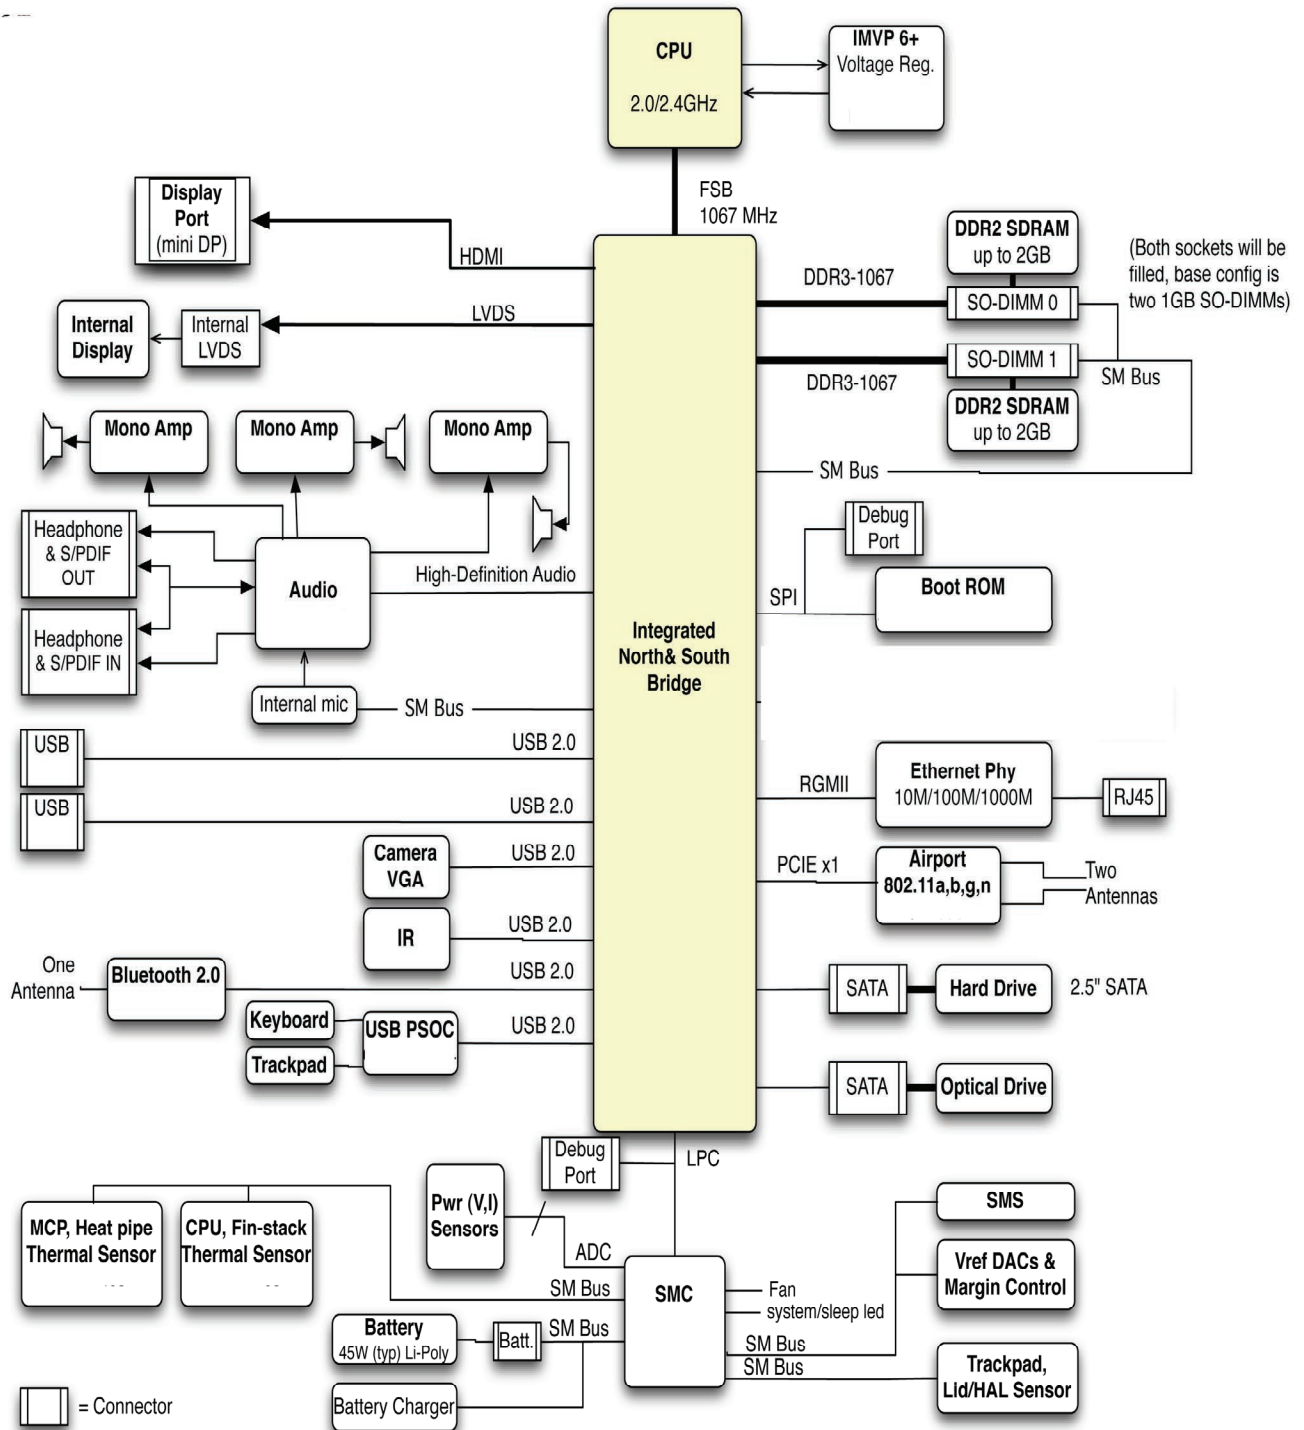 CPU
2.0/2.4GHz
IMVP 6+
Voltage Reg.
FSB
1067 MHz
Display
Port
(mini DP)
HDMI
DDR2 SDRAM
up to 2GB
DDR3-1067
SO-DIMM 0
(Both sockets will be
filled, base config is
two 1GB SO-DIMMs)
Internal
Display
Internal
LVDS
LVDS
SO-DIMM 1
DDR3-1067
SM Bus
DDR2 SDRAM
up to 2GB
Mono Amp
Mono Amp
Mono Amp
SM Bus
Headphone
& S/PDIF
OUT
Debug
Port
Audio
High-Definition Audio
SPI
Boot ROM
Headphone
& S/PDIF IN
Integrated
North& South
Bridge
Internal mic
SM Bus
USB
USB 2.0
USB
USB 2.0
RGMII
Ethernet Phy
10M/100M/1000M
RJ45
Camera
VGA
USB 2.0
PCIE x1
Airport
802.11a,b,g,n
Two
Antennas
IR
USB 2.0
One
Antenna
Bluetooth 2.0
USB 2.0
SATA
Hard Drive
2.5" SATA
Keyboard
Trackpad
USB PSOC
USB 2.0
SATA
Optical Drive
Debug
Port
LPC
MCP, Heat pipe
Thermal Sensor
CPU, Fin-stack
Thermal Sensor
Pwr (V,I)
Sensors
ADC
SM Bus
SMC
Fan
system/sleep led
SMS
Vref DACs &
Margin Control
Battery
45W (typ) Li-Poly
Batt.
SM Bus
SM Bus
SM Bus
Trackpad,
Lid/HAL Sensor
Battery Charger
= Connector